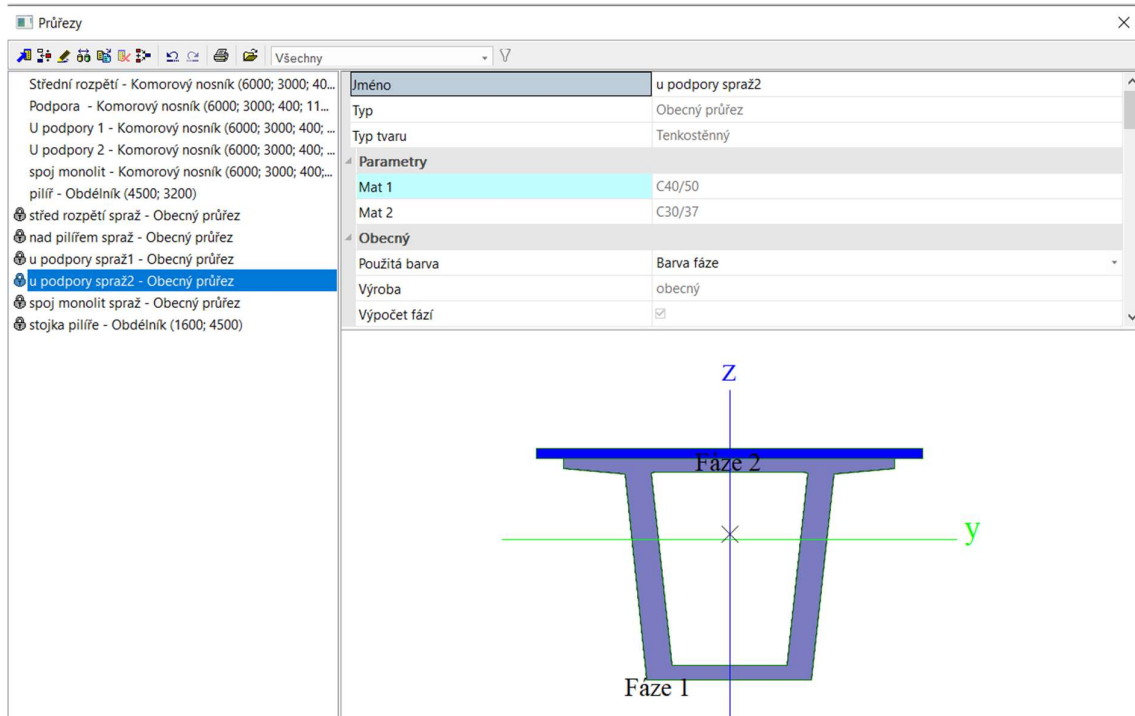 Průřezy
Všechny
Střední rozpětí - Komorový nosník (6000; 3000; 40...
Podpora - Komorový nosník (6000; 3000; 400; 11...
U podpory 1 - Komorový nosník (6000; 3000; 400; ...
U podpory 2 - Komorový nosník (6000; 3000; 400; ...
spoj monolit - Komorový nosník (6000; 3000; 400;...
pilíř - Obdélník (4500; 3200)
střed rozpětí spraž - Obecný průřez
nad pilířem spraž - Obecný průřez
u podpory spraž1 - Obecný průřez
u podpory spraž2 - Obecný průřez
spoj monolit spraž - Obecný průřez
stojka pilíře - Obdélník (1600; 4500)
Jméno u podpory spraž2
Typ Obecný průřez
Typ tvaru Tenkostěnný
Parametry
Mat 1 C40/50
Mat 2 C30/37
Obecný
Použitá barva Barva fáze
Výroba obecný
Výpočet fází
z
Fáze 2
y
Fáze 1